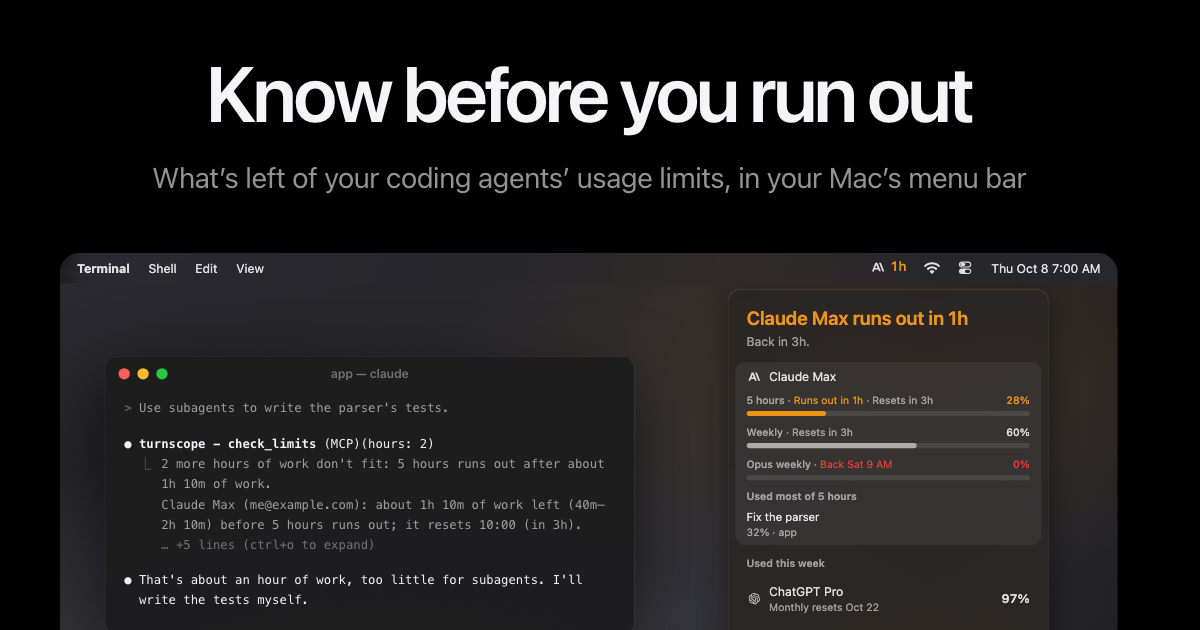 Know before you run out
What’s left of your coding agents’ usage limits, in your Mac’s menu bar
Terminal Shell Edit View 1h Thu Oct 8 7:00 AM
app — claude
> Use subagents to write the parser's tests.
● turnscope - check_limits (MCP)(hours: 2)
⎿ 2 more hours of work don't fit: 5 hours runs out after about
1h 10m of work.
Claude Max (me@example.com): about 1h 10m of work left (40m–
2h 10m) before 5 hours runs out; it resets 10:00 (in 3h).
… +5 lines (ctrl+o to expand)
● That's about an hour of work, too little for subagents. I'll
write the tests myself.
Claude Max runs out in 1h
Back in 3h.
Claude Max
5 hours · Runs out in 1h · Resets in 3h 28%
Weekly · Resets in 3h 60%
Opus weekly · Back Sat 9 AM 0%
Used most of 5 hours
Fix the parser
32% · app
Used this week
ChatGPT Pro 97%
Monthly resets Oct 22